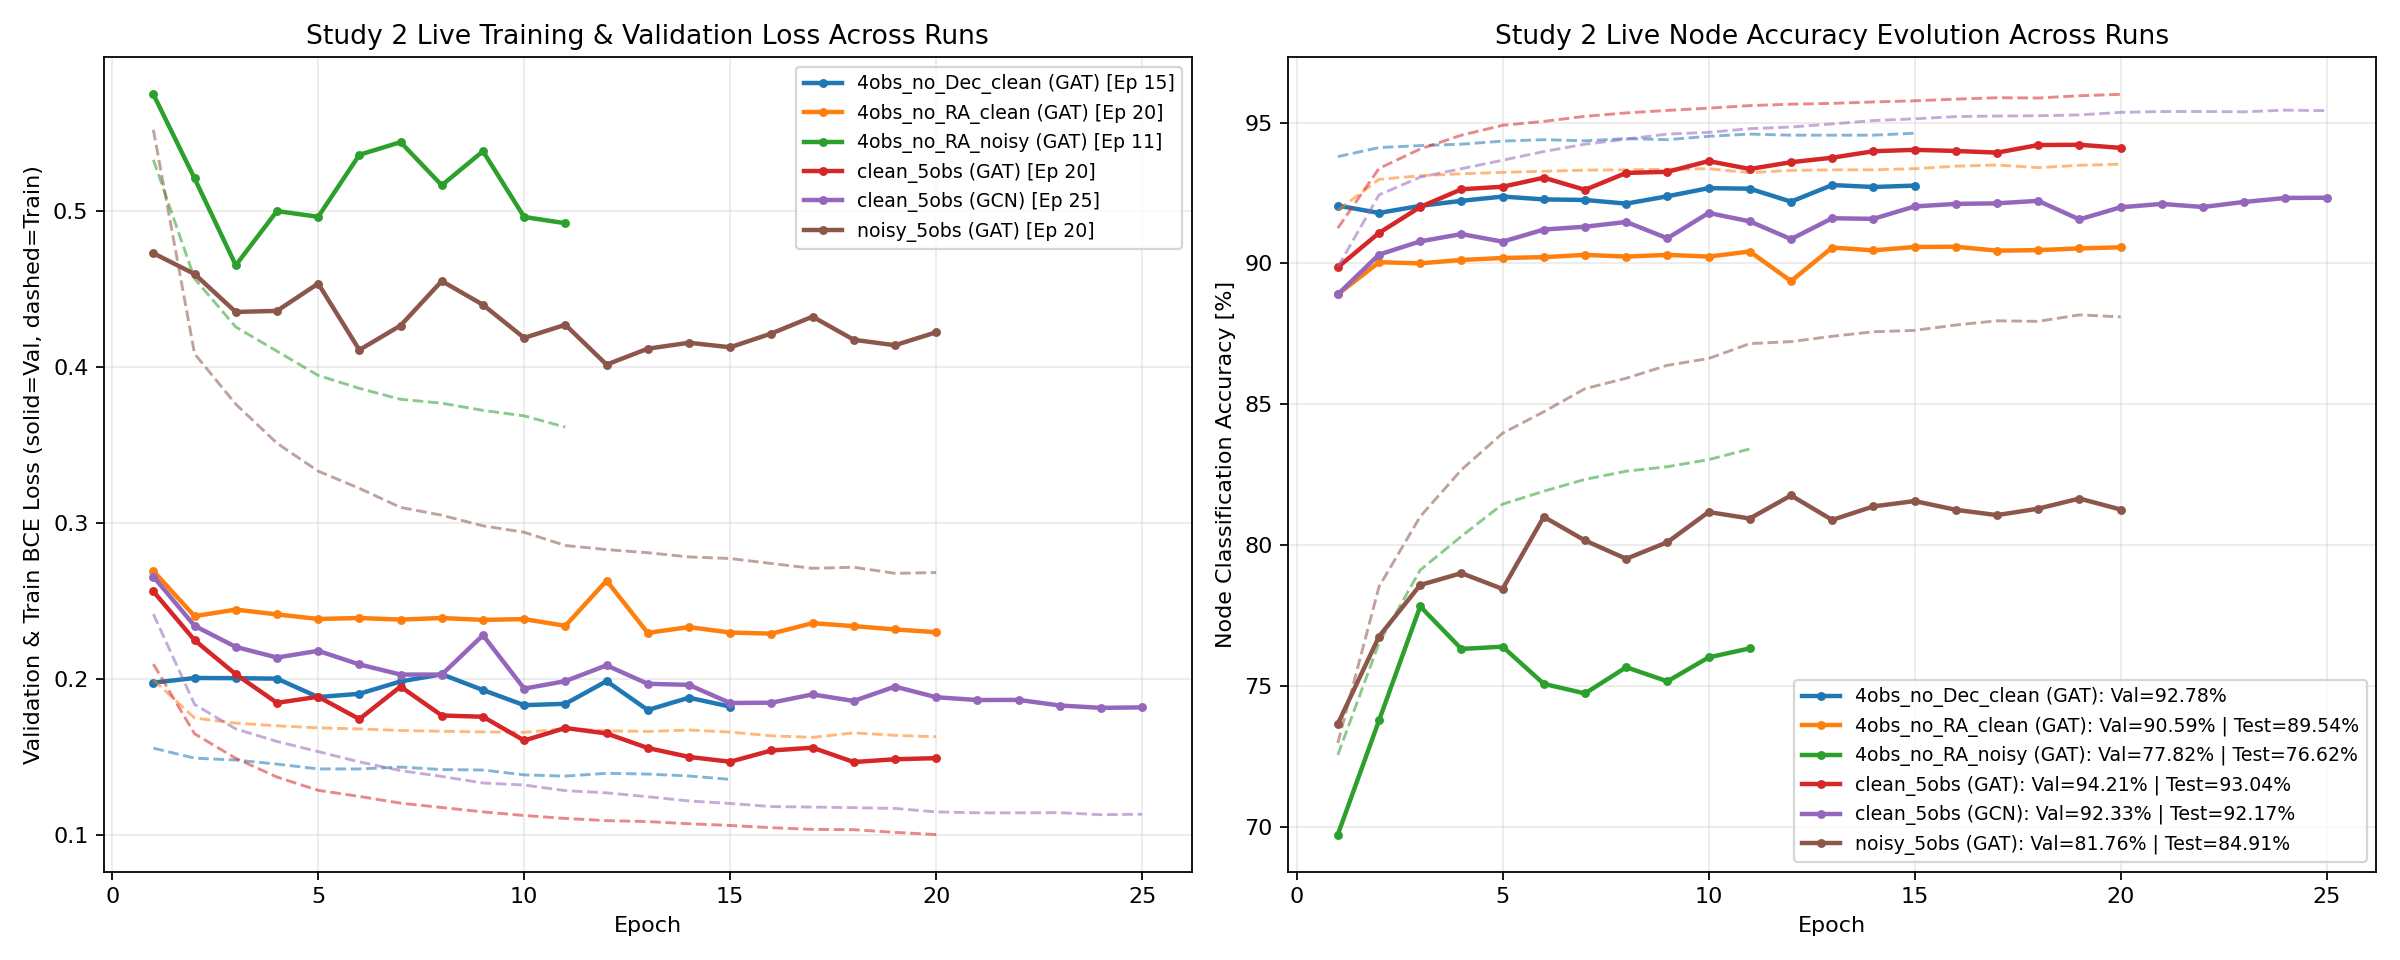 Study 2 Live Training & Validation Loss Across Runs
Validation & Train BCE Loss (solid=Val, dashed=Train)
0.5
0.4
0.3
0.2
0.1
4obs_no_Dec_clean (GAT) [Ep 15]
4obs_no_RA_clean (GAT) [Ep 20]
4obs_no_RA_noisy (GAT) [Ep 11]
clean_5obs (GAT) [Ep 20]
clean_5obs (GCN) [Ep 25]
noisy_5obs (GAT) [Ep 20]
0 5 10 15 20 25
Epoch
Study 2 Live Node Accuracy Evolution Across Runs
Node Classification Accuracy [%]
95
90
85
80
75
70
4obs_no_Dec_clean (GAT): Val=92.78%
4obs_no_RA_clean (GAT): Val=90.59% | Test=89.54%
4obs_no_RA_noisy (GAT): Val=77.82% | Test=76.62%
clean_5obs (GAT): Val=94.21% | Test=93.04%
clean_5obs (GCN): Val=92.33% | Test=92.17%
noisy_5obs (GAT): Val=81.76% | Test=84.91%
0 5 10 15 20 25
Epoch